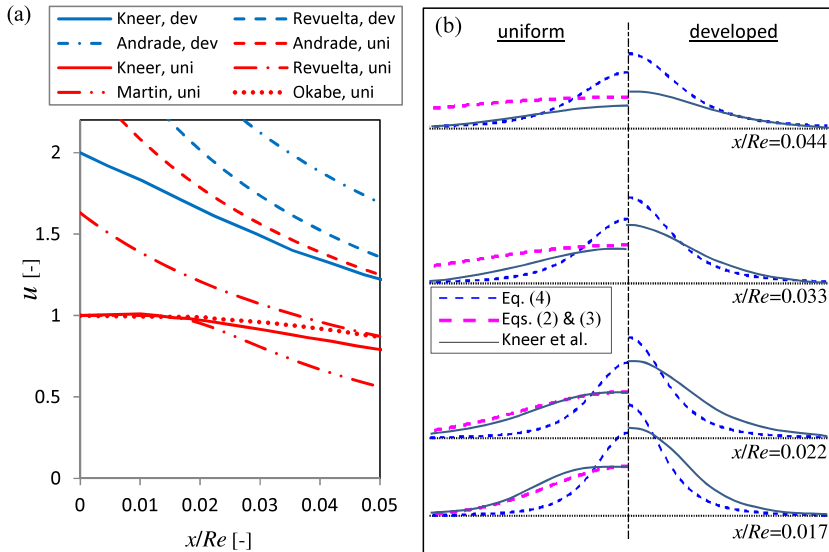 (a)
Kneer, dev
Revuelta, dev
Andrade, dev
Andrade, uni
Kneer, uni
Revuelta, uni
Martin, uni
Okabe, uni
2
1.5
1
0.5
0
u [-]
0
0.01
0.02
0.03
0.04
0.05
x/Re [-]
(b)
uniform
developed
x/Re=0.044
x/Re=0.033
Eq. (4)
Eqs. (2) & (3)
Kneer et al.
x/Re=0.022
x/Re=0.017